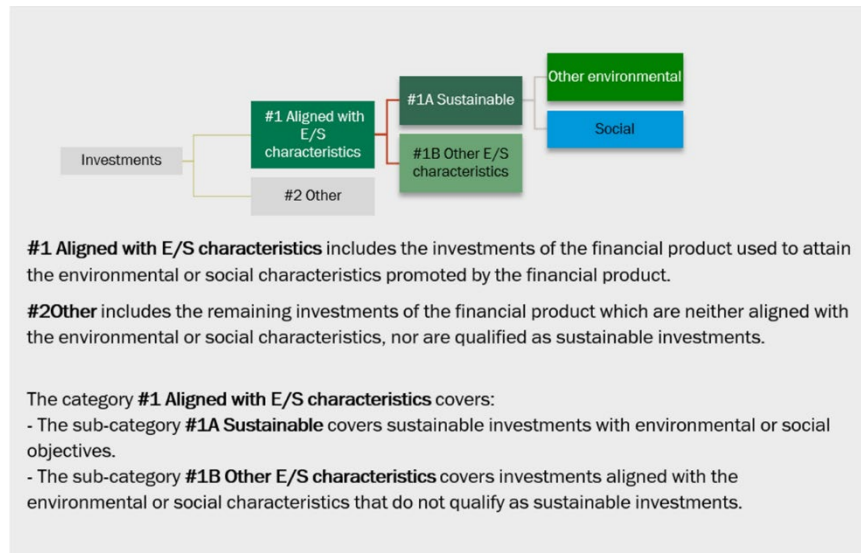 Investments
#1 Aligned with
E/S
characteristics
#2 Other
#1A Sustainable
#1B Other E/S
characteristics
Other environmental
Social
#1 Aligned with E/S characteristics includes the investments of the financial product used to attain
the environmental or social characteristics promoted by the financial product.
#2Other includes the remaining investments of the financial product which are neither aligned with
the environmental or social characteristics, nor are qualified as sustainable investments.
The category #1 Aligned with E/S characteristics covers:
- The sub-category #1A Sustainable covers sustainable investments with environmental or social
objectives.
- The sub-category #1B Other E/S characteristics covers investments aligned with the
environmental or social characteristics that do not qualify as sustainable investments.